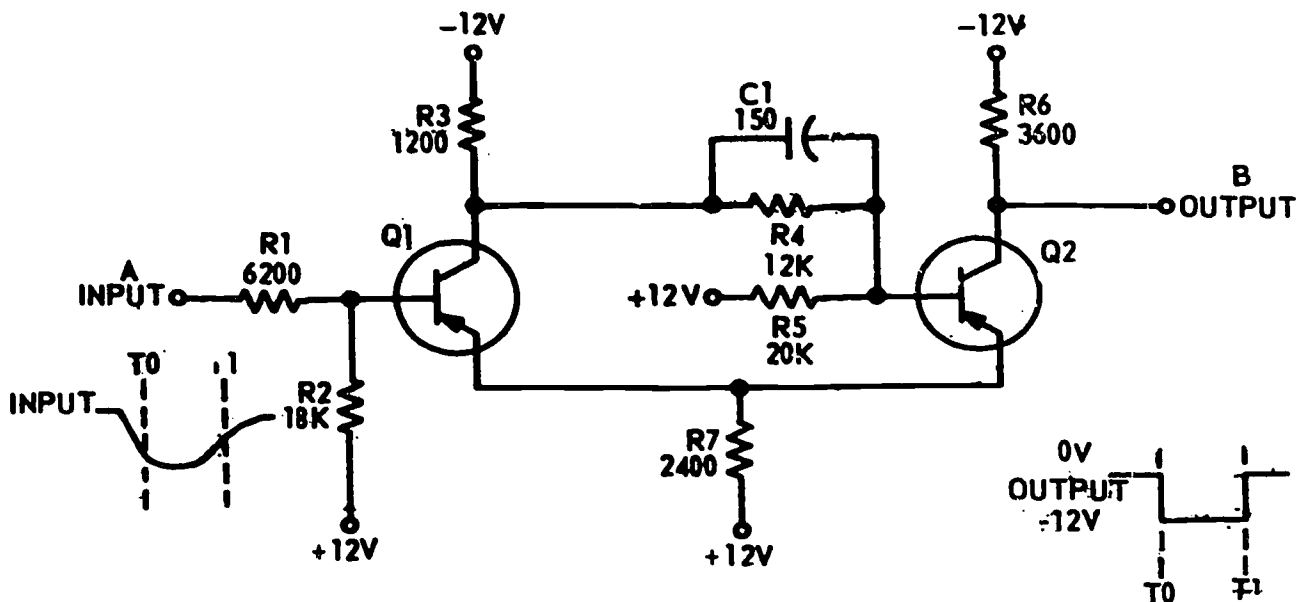 -12V
-12V
R3
1200
C1
150
R6
3600
B
OUTPUT
Q1
Q2
A
INPUT
R1
6200
R4
12K
+12V
R5
20K
T0
INPUT
R2
18K
R7
2400
0V
OUTPUT
-12V
+12V
+12V
T0
T1